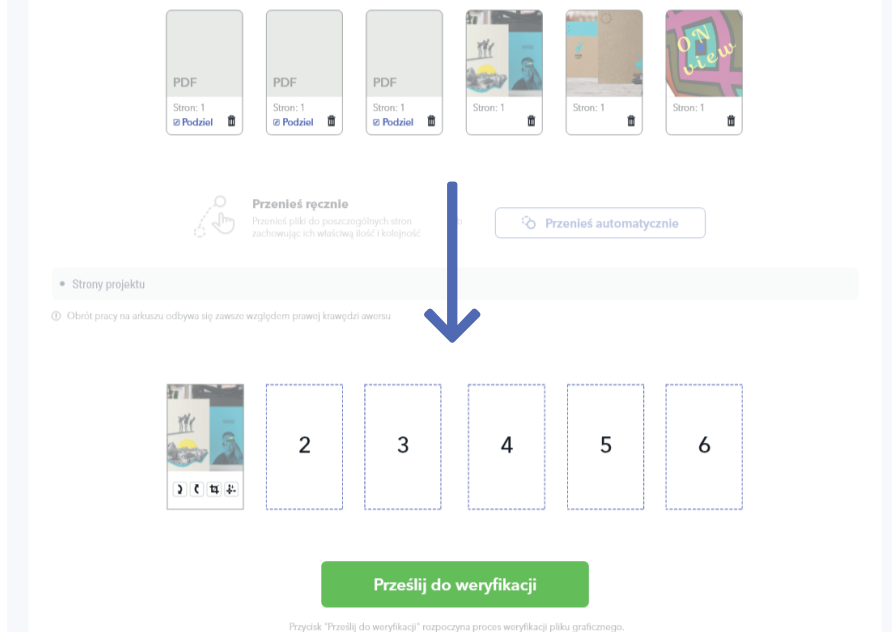 PDF PDF PDF
Stron: 1 Stron: 1 Stron: 1 Stron: 1 Stron: 1 Stron: 1
Podziel Podziel Podziel
ON
view
Przenieś ręcznie
Przenieś pliki do poszczególnych stron
zachowując ich właściwą ilość i kolejność
Przenieś automatycznie
Strony projektu
Obrót pracy na arkuszu odbywa się zawsze względem prawej krawędzi awersu
2 3 4 5 6
Prześlij do weryfikacji
Przycisk "Prześlij do weryfikacji" rozpoczyna proces weryfikacji pliku graficznego.